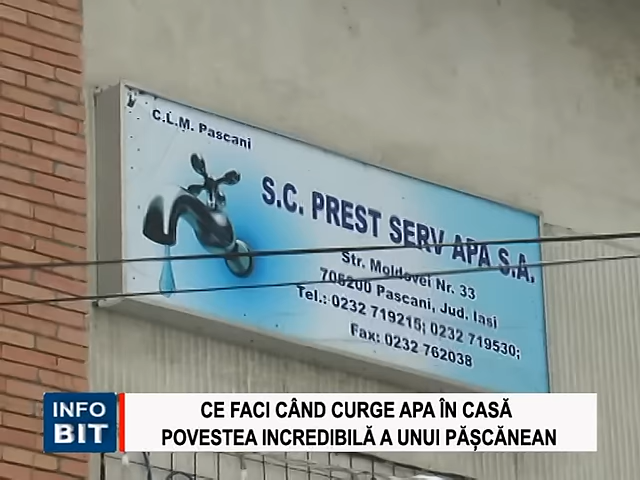 C.L.M. Pascani
S.C. PREST SERV APA S.A.
Str. Moldovei Nr. 33
705200 Pascani, Jud. Iasi
Tel.: 0232 719215; 0232 719530;
Fax: 0232 762038
INFO
BIT
CE FACI CÂND CURGE APA ÎN CASĂ
POVESTEA INCREDIBILĂ A UNUI PĂȘCĂNEAN